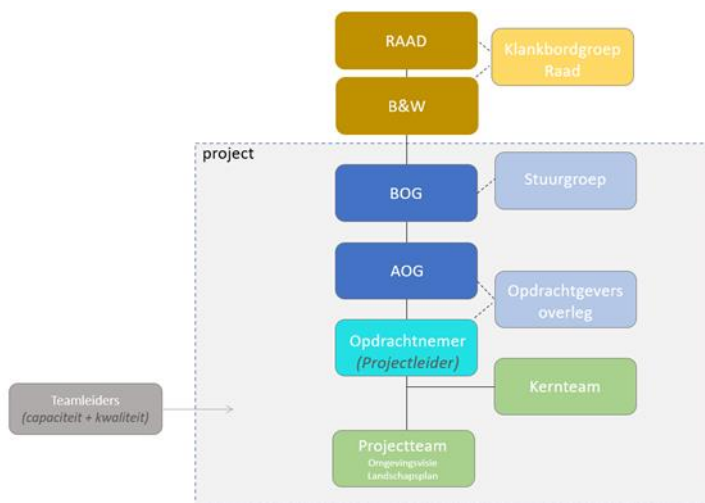 RAAD
Klankbordgroep
Raad
B&W
project
BOG
Stuurgroep
AOG
Opdrachtgevers
overleg
Opdrachtnemer
(Projectleider)
Kernteam
Teamleiders
(capaciteit + kwaliteit)
Projectteam
Omgevingsvisie
Landschapsplan